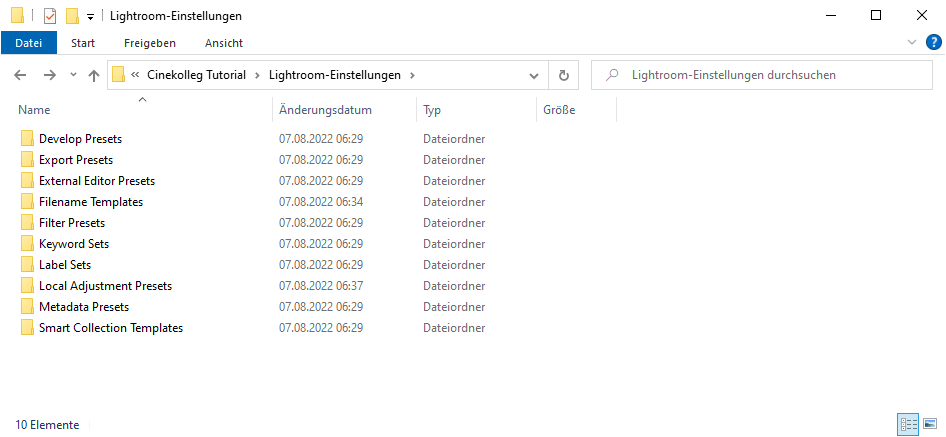 Lightroom-Einstellungen
Datei Start Freigeben Ansicht ?
« Cinekolleg Tutorial > Lightroom-Einstellungen > Lightroom-Einstellungen durchsuchen
Name Änderungsdatum Typ Größe
Develop Presets 07.08.2022 06:29 Dateiordner
Export Presets 07.08.2022 06:29 Dateiordner
External Editor Presets 07.08.2022 06:29 Dateiordner
Filename Templates 07.08.2022 06:34 Dateiordner
Filter Presets 07.08.2022 06:29 Dateiordner
Keyword Sets 07.08.2022 06:29 Dateiordner
Label Sets 07.08.2022 06:29 Dateiordner
Local Adjustment Presets 07.08.2022 06:37 Dateiordner
Metadata Presets 07.08.2022 06:29 Dateiordner
Smart Collection Templates 07.08.2022 06:29 Dateiordner
10 Elemente